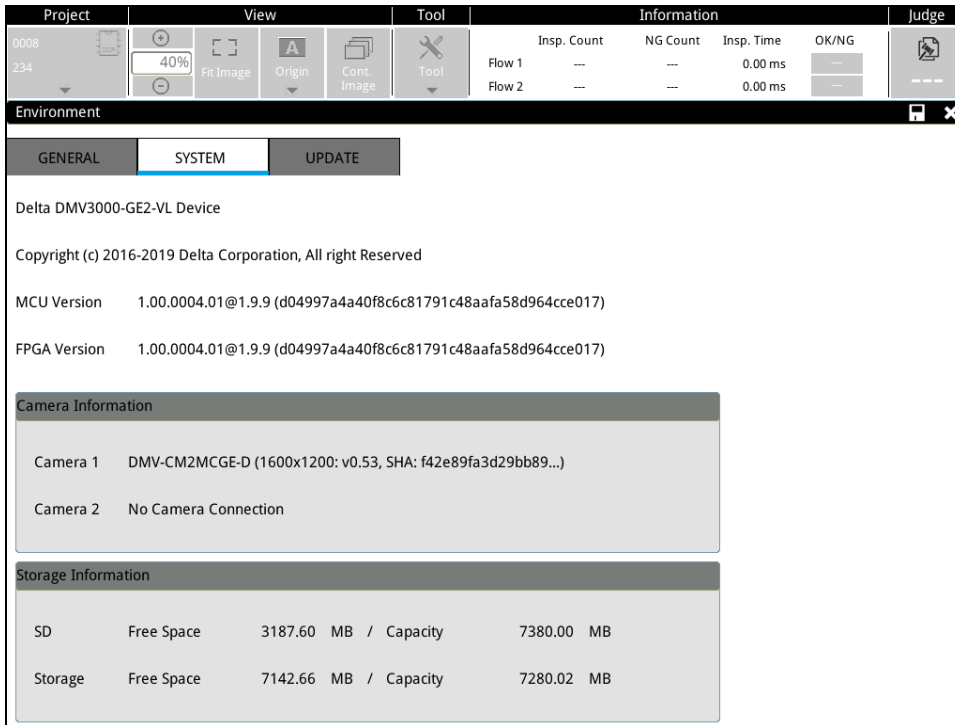 Project View Tool Information Judge
0008
234
40%
Fit Image
Origin
Cont.
Image
Tool
Insp. Count NG Count Insp. Time OK/NG
Flow 1 --- --- 0.00 ms ---
Flow 2 --- --- 0.00 ms ---
---
Environment
GENERAL SYSTEM UPDATE
Delta DMV3000-GE2-VL Device
Copyright (c) 2016-2019 Delta Corporation, All right Reserved
MCU Version 1.00.0004.01@1.9.9 (d04997a4a40f8c6c81791c48aafa58d964cce017)
FPGA Version 1.00.0004.01@1.9.9 (d04997a4a40f8c6c81791c48aafa58d964cce017)
Camera Information
Camera 1 DMV-CM2MCGE-D (1600x1200: v0.53, SHA: f42e89fa3d29bb89...)
Camera 2 No Camera Connection
Storage Information
SD Free Space 3187.60 MB / Capacity 7380.00 MB
Storage Free Space 7142.66 MB / Capacity 7280.02 MB